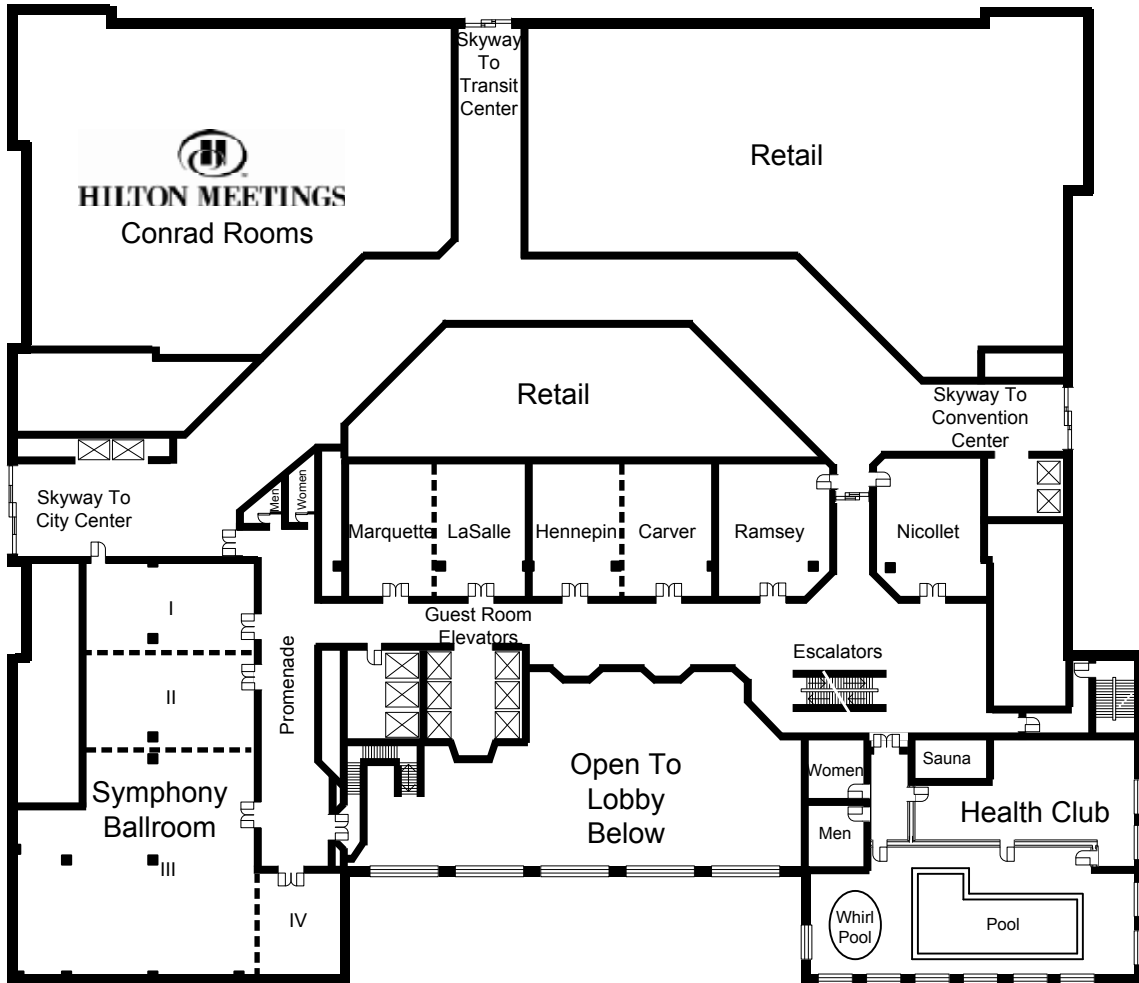 Skyway
To
Transit
Center
HILTON MEETINGS
Conrad Rooms
Retail
Retail
Skyway To
Convention
Center
Skyway To
City Center
Men
Women
Marquette
LaSalle
Hennepin
Carver
Ramsey
Nicollet
Guest Room
Elevators
Escalators
Promenade
I
II
Symphony
Ballroom
III
IV
Open To
Lobby
Below
Women
Men
Sauna
Health Club
Whirl
Pool
Pool